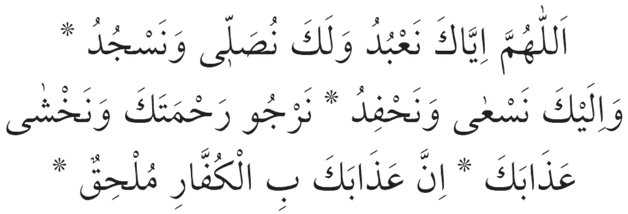 اَللّٰهُمَّ اِيَّاكَ نَعْبُدُ وَلَكَ نُصَلّٖى وَنَسْجُدُ *
وَاِلَيْكَ نَسْعٰى وَنَحْفِدُ * نَرْجُو رَحْمَتَكَ وَنَخْشٰى
عَذَابَكَ * اِنَّ عَذَابَكَ بِ الْكُفَّارِ مُلْحِقٌ *